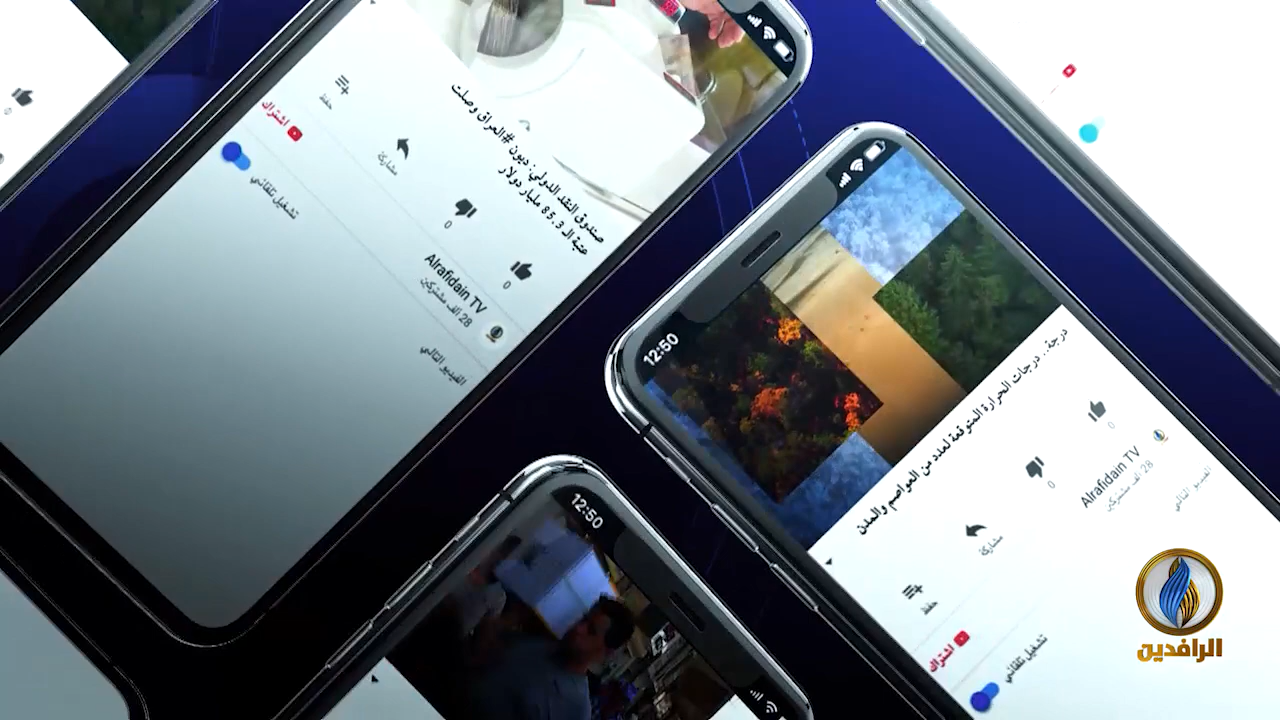 صندوق النقد الدولي: ديون #العراق وصلت
عتبة الـ 85.3 مليار دولار
0
0
مشاركة
حفظ
Alrafidain TV
28 ألف مشتركين
اشتراك
الفيديو التالي
تشغيل تلقائي
12:50
درجة.. درجات الحرارة المتوقعة لعدد من العواصم والمدن
0
0
مشاركة
حفظ
Alrafidain TV
28 ألف مشتركين
اشتراك
الفيديو التالي
تشغيل تلقائي
12:50
0
الرافدين